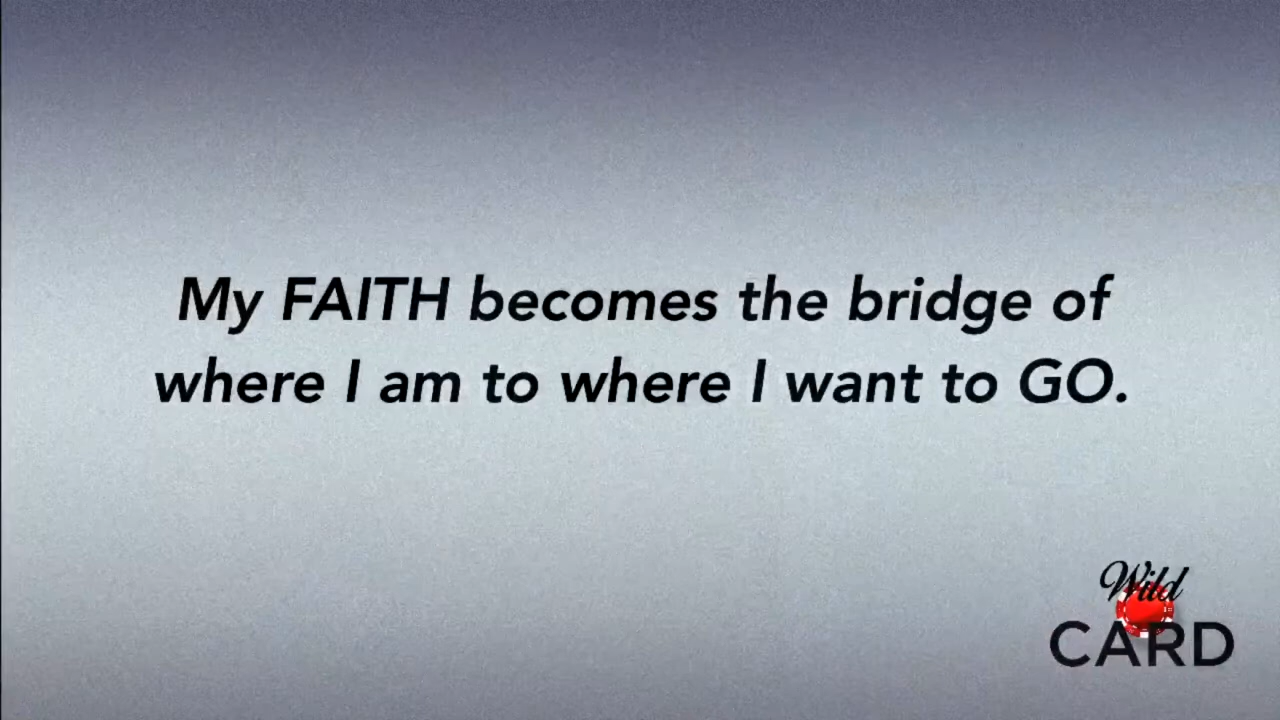 My FAITH becomes the bridge of
where I am to where I want to GO.
Wild
CARD